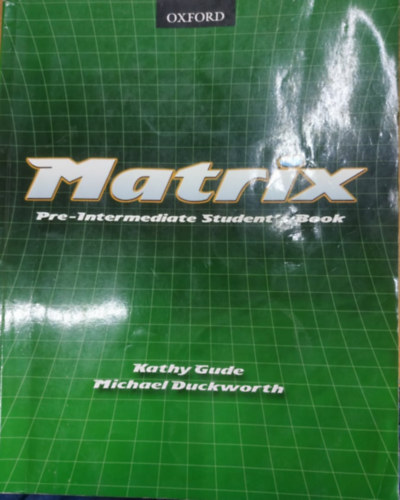 OXFORD
Matrix
Pre-Intermediate Student's Book
Kathy Gude
Michael Duckworth